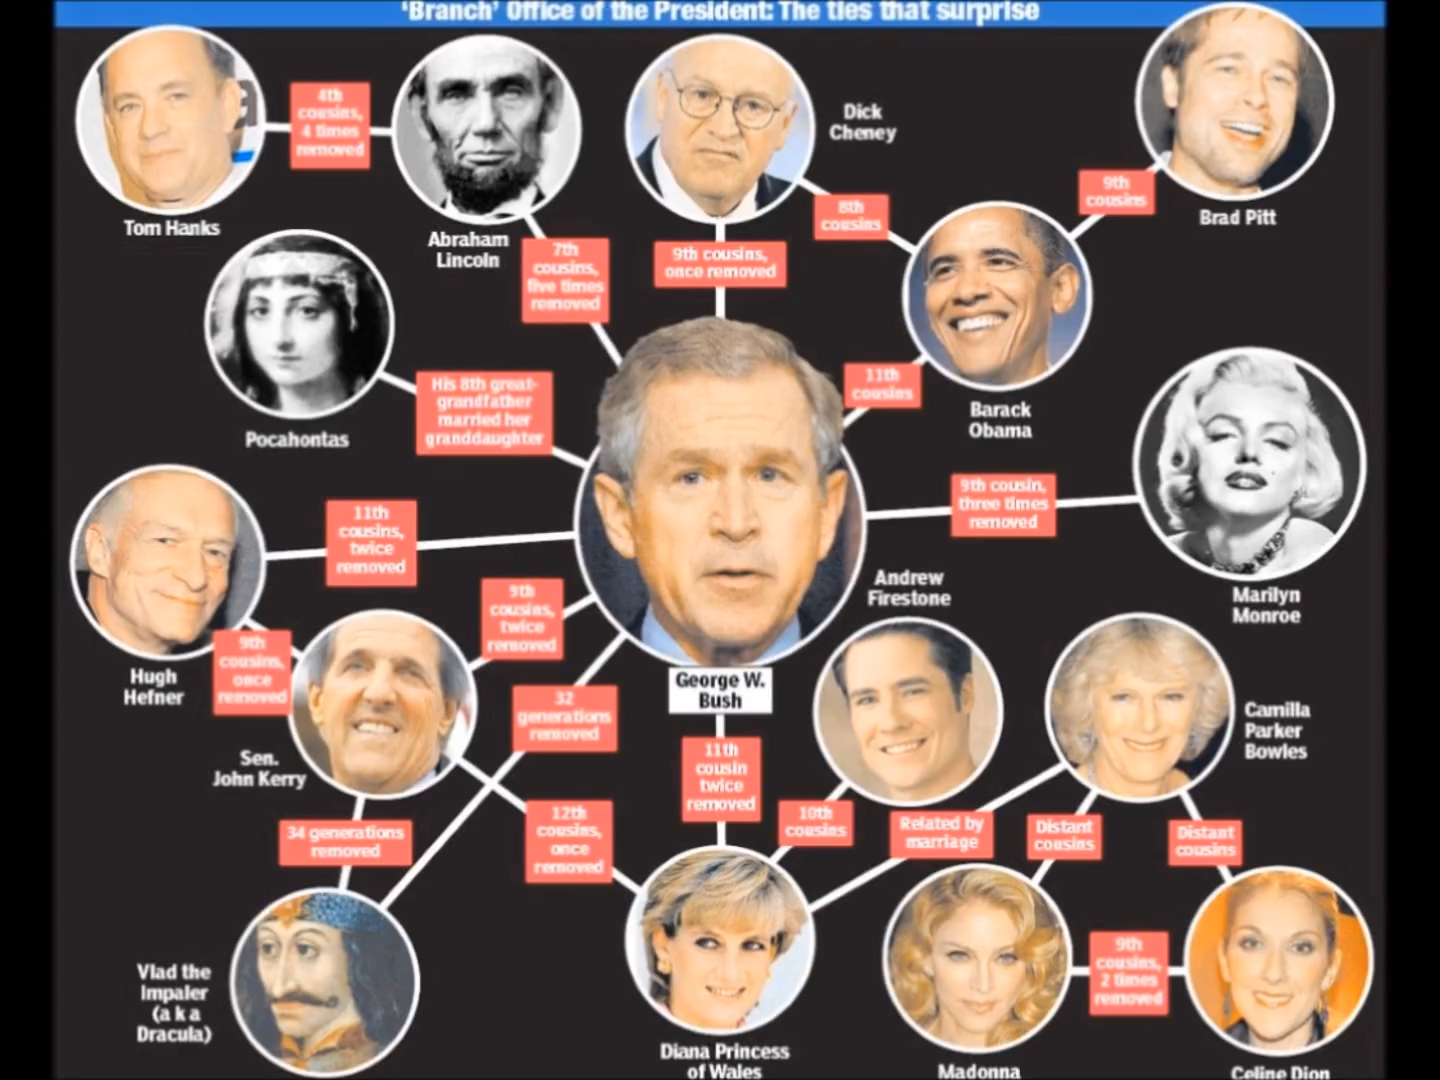 'Branch' Office of the President: The ties that surprise
4th
cousins,
4 times
removed
Tom Hanks
Abraham
Lincoln
Dick
Cheney
8th
cousins
9th
cousins
Brad Pitt
7th
cousins,
five times
removed
9th cousins,
once removed
Pocahontas
His 8th great-
grandfather
married her
granddaughter
11th
cousins
Barack
Obama
9th cousin,
three times
removed
Marilyn
Monroe
11th
cousins,
twice
removed
Hugh
Hefner
9th
cousins,
once
removed
9th
cousins,
twice
removed
Andrew
Firestone
George W.
Bush
32
generations
removed
Sen.
John Kerry
Camilla
Parker
Bowles
11th
cousin
twice
removed
10th
cousins
Related by
marriage
Distant
cousins
Distant
cousins
34 generations
removed
12th
cousins,
once
removed
Vlad the
Impaler
(a k a
Dracula)
9th
cousins,
2 times
removed
Diana Princess
of Wales
Madonna
Celine Dion